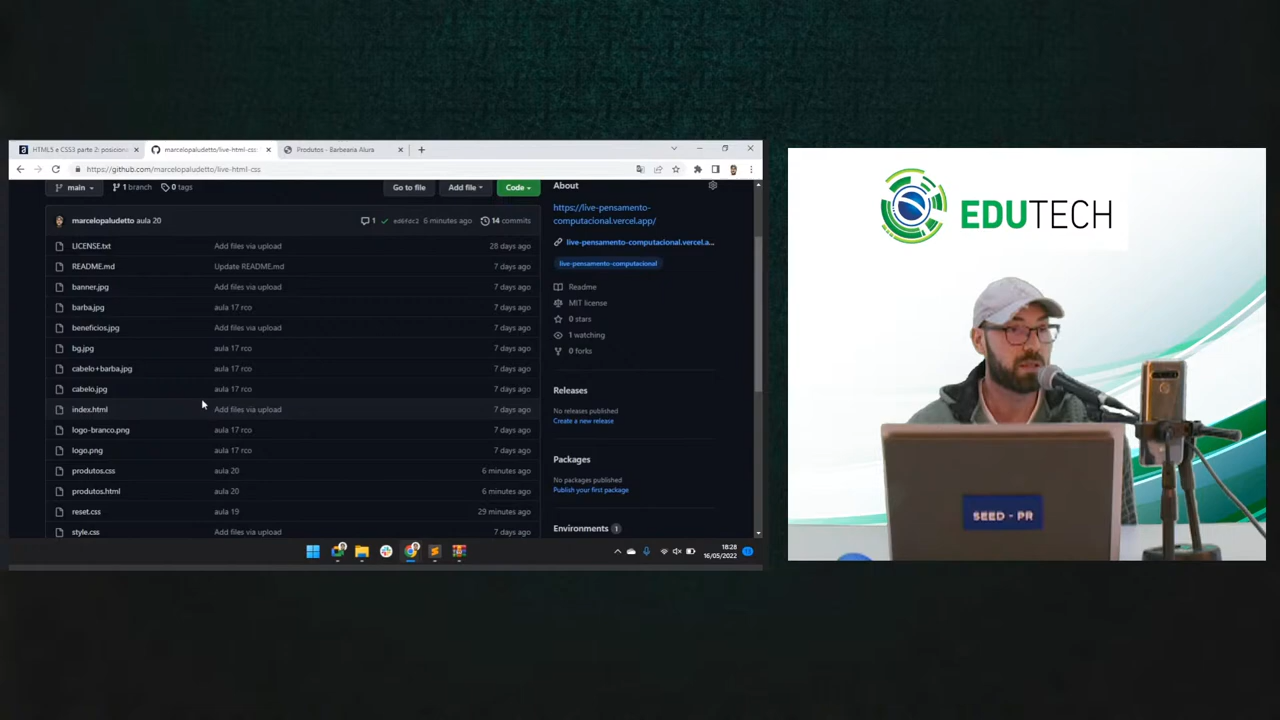 HTML5 e CSS3 parte 2: posicion
marcelopaludetto/live-html-css
Produtos - Barbearia Alura
https://github.com/marcelopaludetto/live-html-css
main
1 branch
0 tags
Go to file
Add file
Code
About
marcelopaludetto aula 20
1
6 minutes ago
14 commits
https://live-pensamento-
computacional.vercel.app/
LICENSE.txt
Add files via upload
28 days ago
live-pensamento-computacional.vercel.a...
README.md
Update README.md
7 days ago
live-pensamento-computacional
banner.jpg
Add files via upload
7 days ago
Readme
barba.jpg
aula 17 rco
7 days ago
MIT license
beneficios.jpg
Add files via upload
7 days ago
0 stars
1 watching
bg.jpg
aula 17 rco
7 days ago
0 forks
cabelo+barba.jpg
aula 17 rco
7 days ago
cabelo.jpg
aula 17 rco
7 days ago
Releases
index.html
Add files via upload
7 days ago
No releases published
Create a new release
logo-branco.png
aula 17 rco
7 days ago
logo.png
aula 17 rco
7 days ago
Packages
produtos.css
aula 20
6 minutes ago
No packages published
Publish your first package
produtos.html
aula 20
6 minutes ago
reset.css
aula 19
29 minutes ago
Environments 1
style.css
Add files via upload
7 days ago
18:28
16/05/2022
EDUTECH
SEED - PR